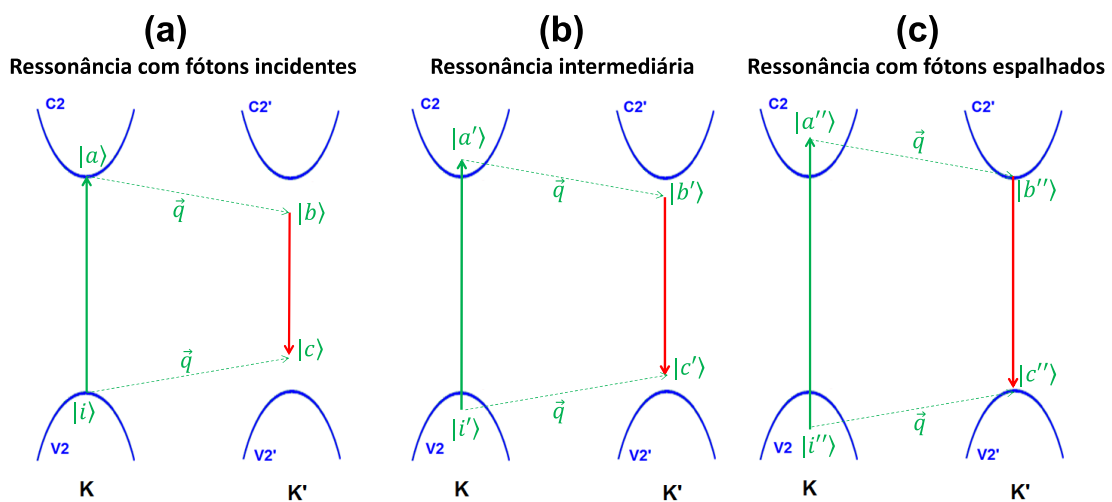 (a)
Ressonância com fótons incidentes
C2
C2'
|a⟩
q⃗
|b⟩
q⃗
|c⟩
|i⟩
V2
V2'
K
K'
(b)
Ressonância intermediária
C2
C2'
|a'⟩
q⃗
|b'⟩
|c'⟩
q⃗
|i'⟩
V2
V2'
K
K'
(c)
Ressonância com fótons espalhados
C2
C2'
|a''⟩
q⃗
|b''⟩
|c''⟩
q⃗
|i''⟩
V2
V2'
K
K'